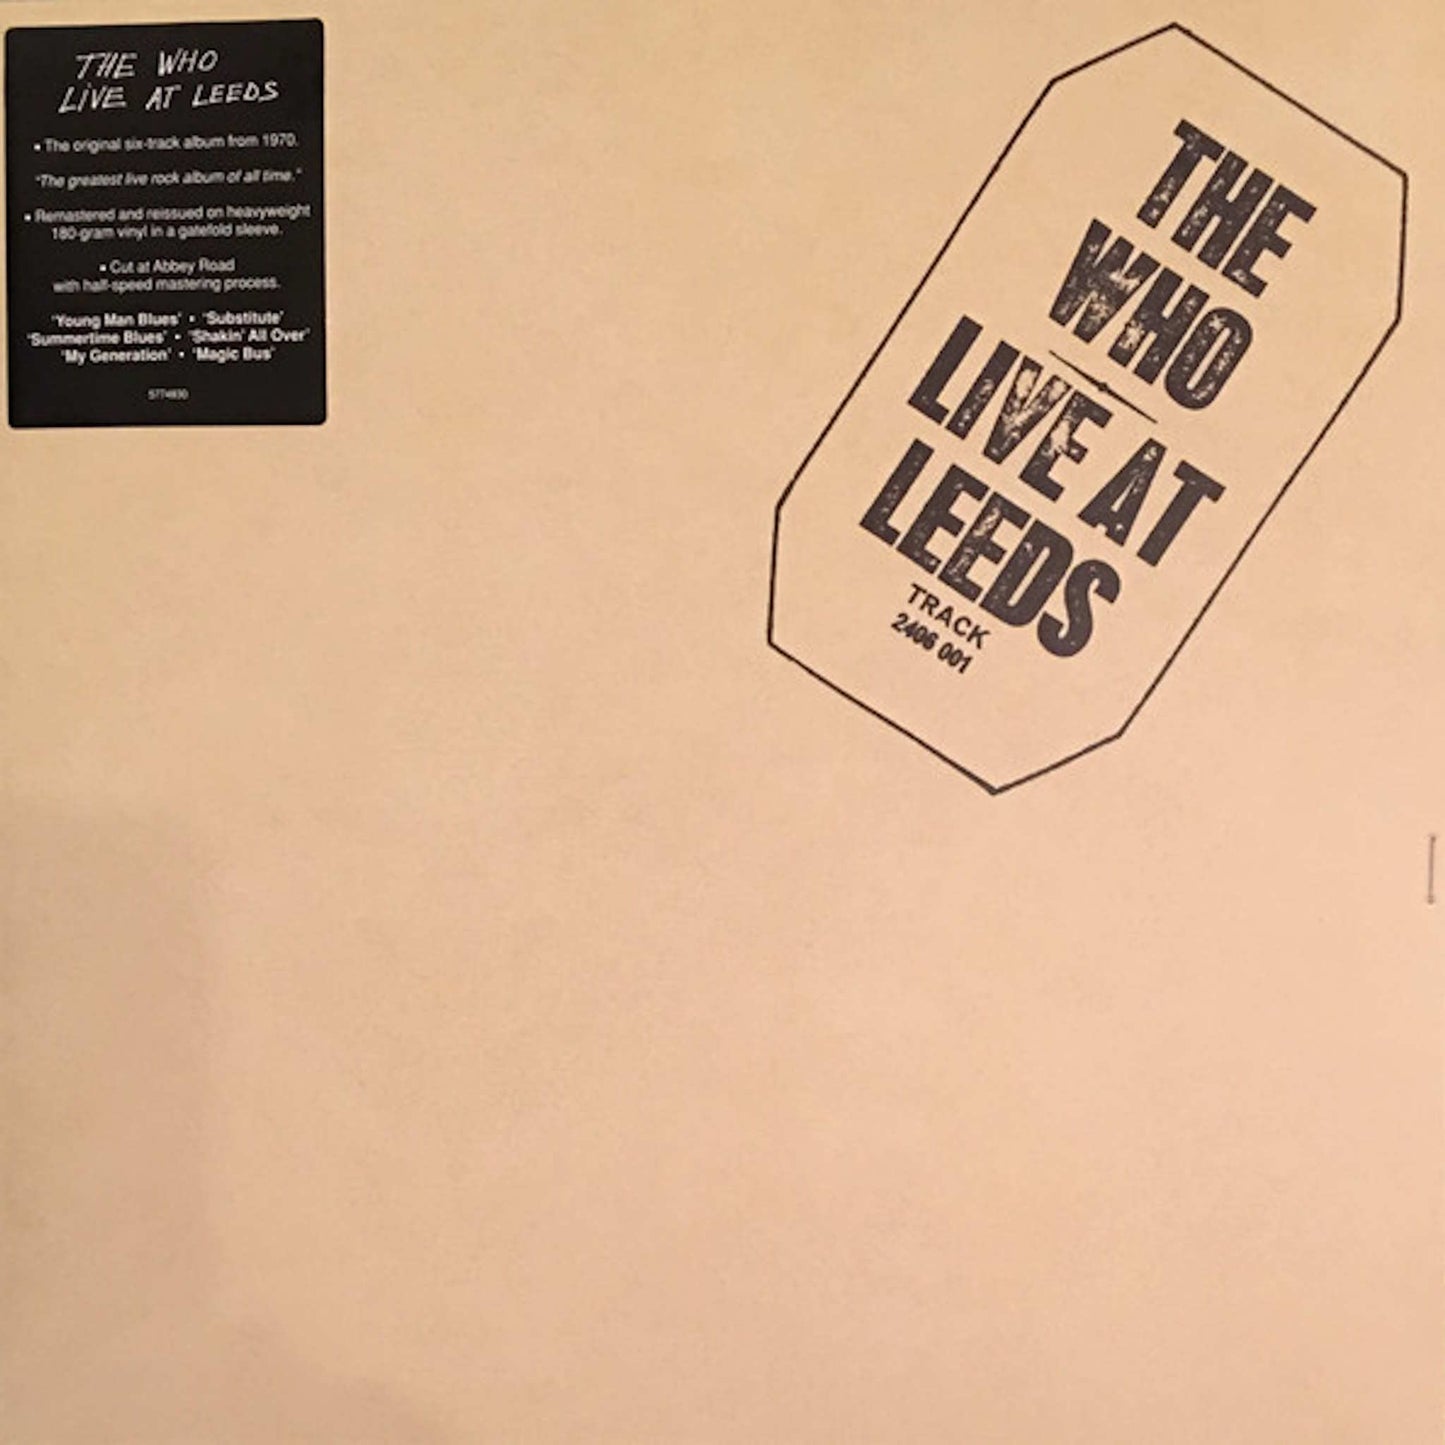 THE WHO
LiVE AT LEEDS
▪ The original six-track album from 1970.
"The greatest live rock album of all time."
▪ Remastered and reissued on heavyweight
180-gram vinyl in a gatefold sleeve.
▪ Cut at Abbey Road
with half-speed mastering process.
'Young Man Blues' • 'Substitute'
'Summertime Blues' • 'Shakin' All Over'
'My Generation' • 'Magic Bus'
5774930
THE
WHO
LIVE AT
LEEDS
TRACK
2406 001